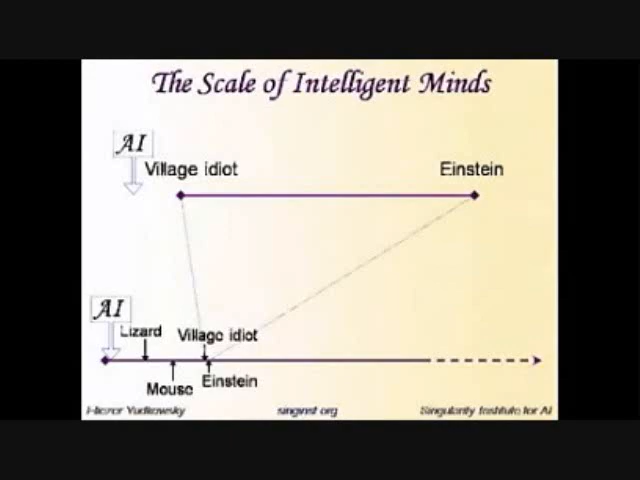 The Scale of Intelligent Minds
AI
Village idiot
Einstein
AI
Lizard
Village idiot
Mouse
Einstein
Eliezer Yudkowsky
singinst.org
Singularity Institute for AI